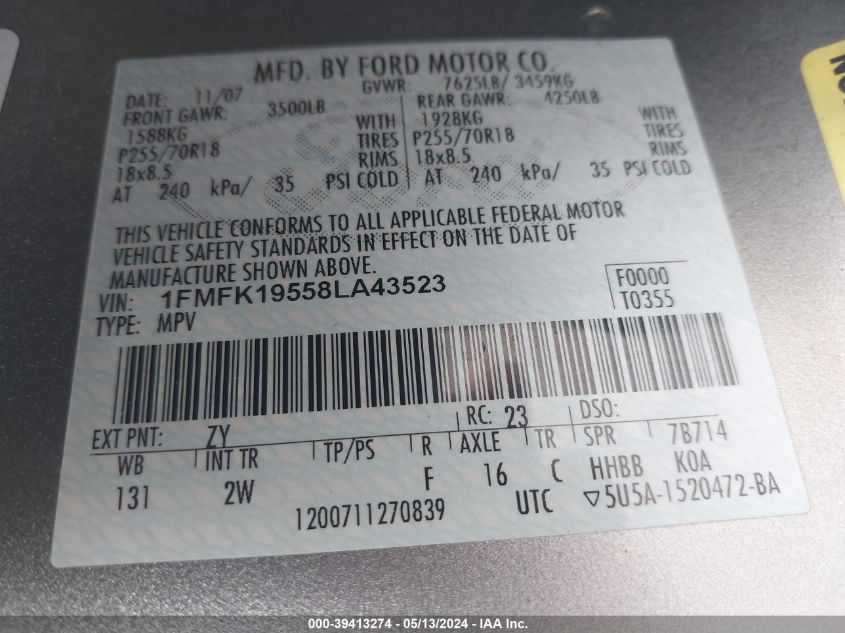 MFD. BY FORD MOTOR CO.
DATE: 11/07 GVWR: 7625LB/ 3459KG
FRONT GAWR: 3500LB REAR GAWR: 4250LB
1588KG WITH 1928KG WITH
P255/70R18 TIRES P255/70R18 TIRES
18x8.5 RIMS 18x8.5 RIMS
AT 240 kPa/ 35 PSI COLD AT 240 kPa/ 35 PSI COLD
THIS VEHICLE CONFORMS TO ALL APPLICABLE FEDERAL MOTOR
VEHICLE SAFETY STANDARDS IN EFFECT ON THE DATE OF
MANUFACTURE SHOWN ABOVE.
VIN: 1FMFK19558LA43523 F0000
TYPE: MPV T0355
EXT PNT: ZY RC: 23 DSO:
WB INT TR TP/PS R AXLE TR SPR 7B714
131 2W F 16 C HHBB KOA
1200711270839 UTC ▽5U5A-1520472-BA
000-39413274 - 05/13/2024 - IAA Inc.